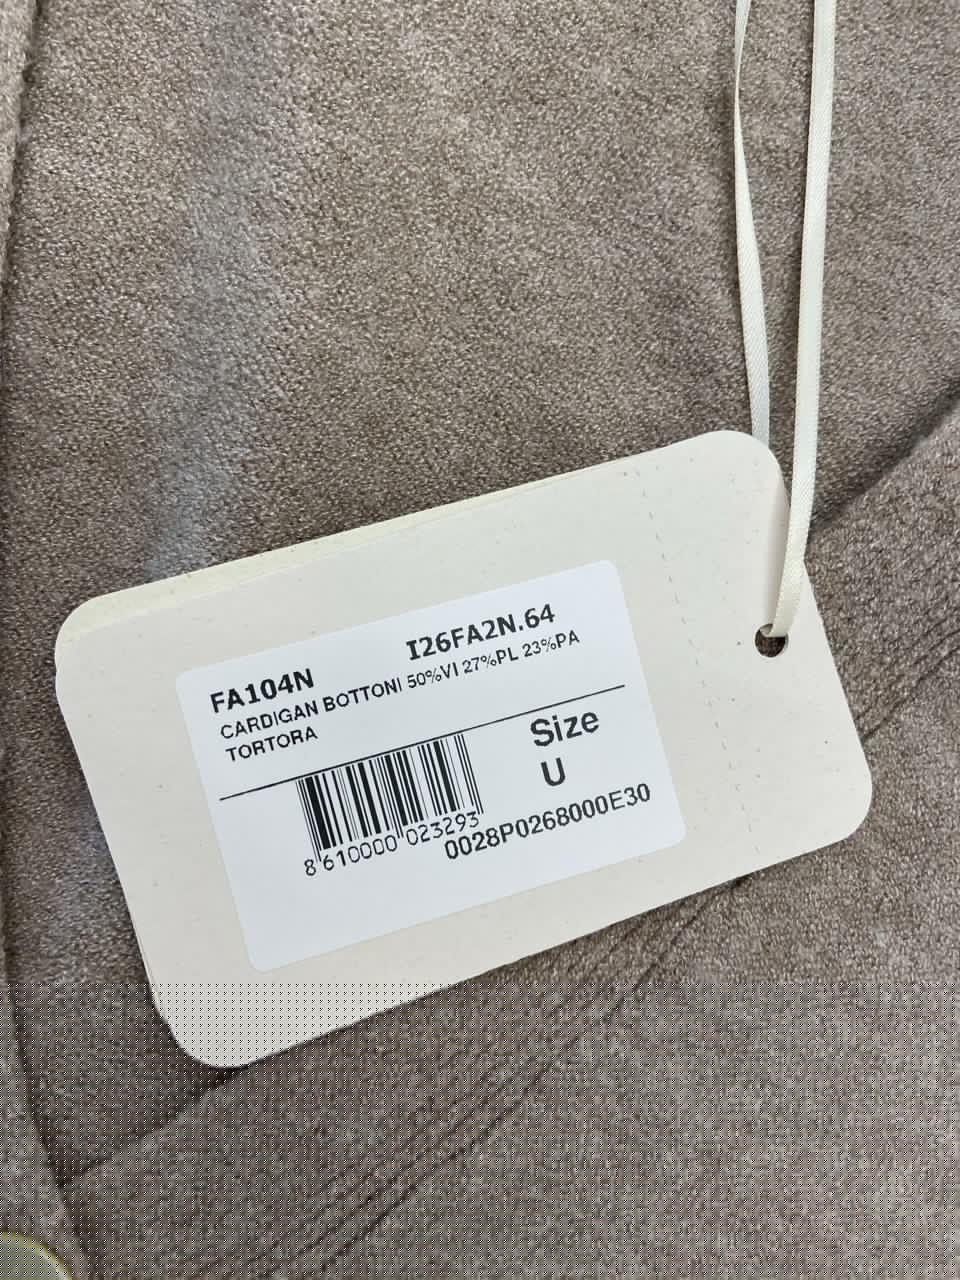 FA104N I26FA2N.64
CARDIGAN BOTTONI 50%VI 27%PL 23%PA
TORTORA
Size
U
8 610000 023293
0028P0268000E30